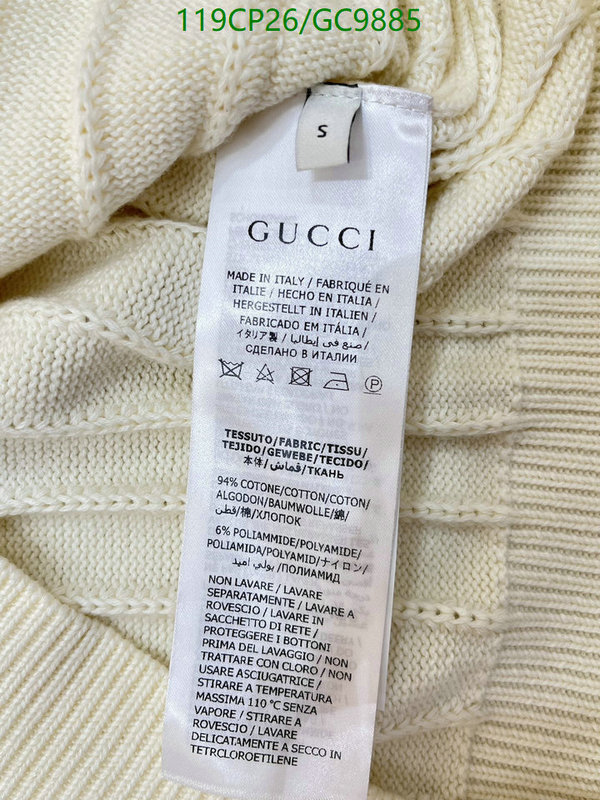 119CP26/GC9885
S
GUCCI
MADE IN ITALY / FABRIQUÉ EN
ITALIE / HECHO EN ITALIA /
HERGESTELLT IN ITALIEN /
FABRICADO EM ITÁLIA /
イタリア製 / صنع في إيطاليا /
СДЕЛАНО В ИТАЛИИ
P
TESSUTO/FABRIC/TISSU/
TEJIDO/GEWEBE/TECIDO/
本体/قماش/ТКАНЬ
94% COTONE/COTTON/COTON/
ALGODON/BAUMWOLLE/綿/
قطن/棉/ХЛОПОК
6% POLIAMMIDE/POLYAMIDE/
POLIAMIDA/POLYAMID/ナイロン/
بولي أميد/ПОЛИАМИД
NON LAVARE / LAVARE
SEPARATAMENTE / LAVARE A
ROVESCIO / LAVARE IN
SACCHETTO DI RETE /
PROTEGGERE I BOTTONI
PRIMA DEL LAVAGGIO / NON
TRATTARE CON CLORO / NON
USARE ASCIUGATRICE /
STIRARE A TEMPERATURA
MASSIMA 110 °C SENZA
VAPORE / STIRARE A
ROVESCIO / LAVARE
DELICATAMENTE A SECCO IN
TETRCLOROETILENE